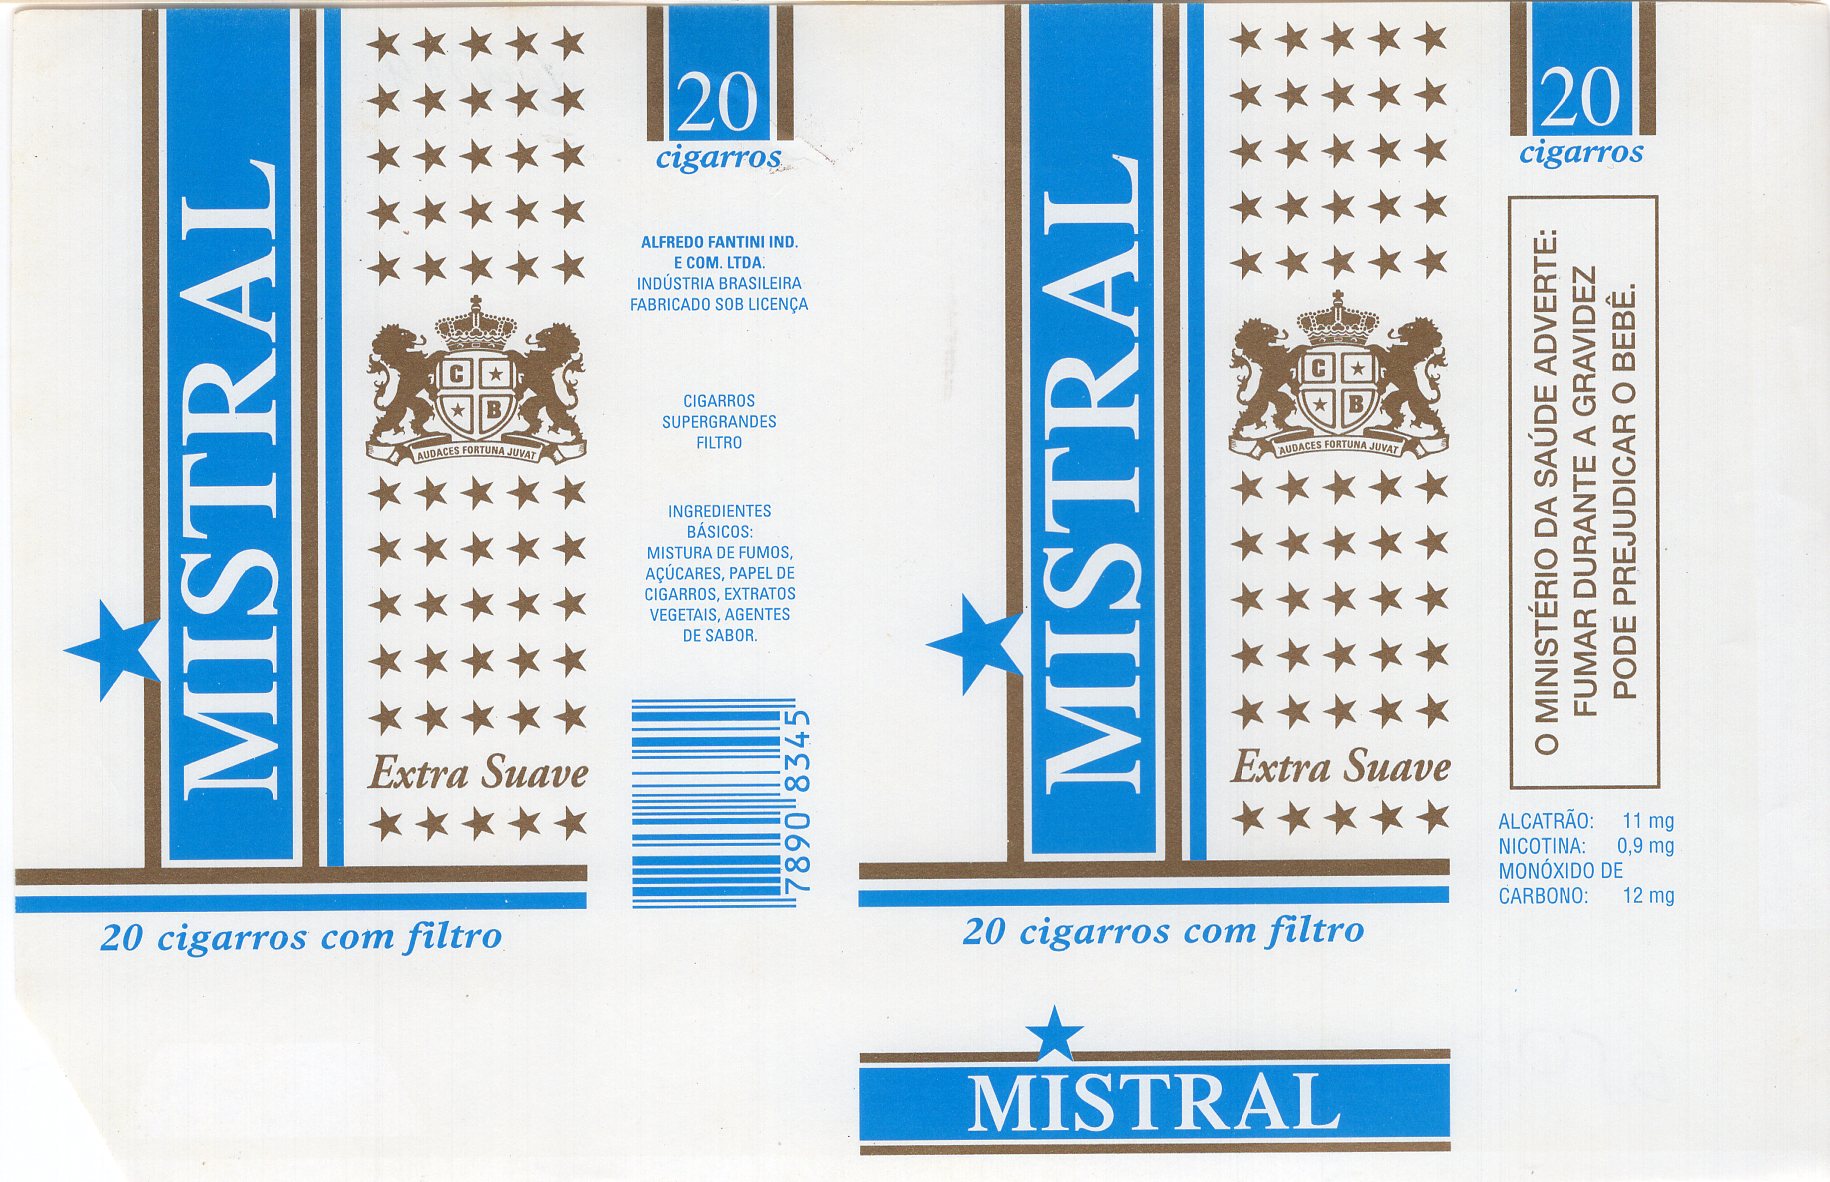 MISTRAL
C
B
AUDACES FORTUNA JUVAT
Extra Suave
20 cigarros com filtro
20
cigarros
ALFREDO FANTINI IND.
E COM. LTDA.
INDÚSTRIA BRASILEIRA
FABRICADO SOB LICENÇA
CIGARROS
SUPERGRANDES
FILTRO
INGREDIENTES
BÁSICOS:
MISTURA DE FUMOS,
AÇÚCARES, PAPEL DE
CIGARROS, EXTRATOS
VEGETAIS, AGENTES
DE SABOR.
7890 8345
MISTRAL
C
B
AUDACES FORTUNA JUVAT
Extra Suave
20 cigarros com filtro
20
cigarros
O MINISTÉRIO DA SAÚDE ADVERTE:
FUMAR DURANTE A GRAVIDEZ
PODE PREJUDICAR O BEBÊ.
ALCATRÃO: 11 mg
NICOTINA: 0,9 mg
MONÓXIDO DE
CARBONO: 12 mg
MISTRAL